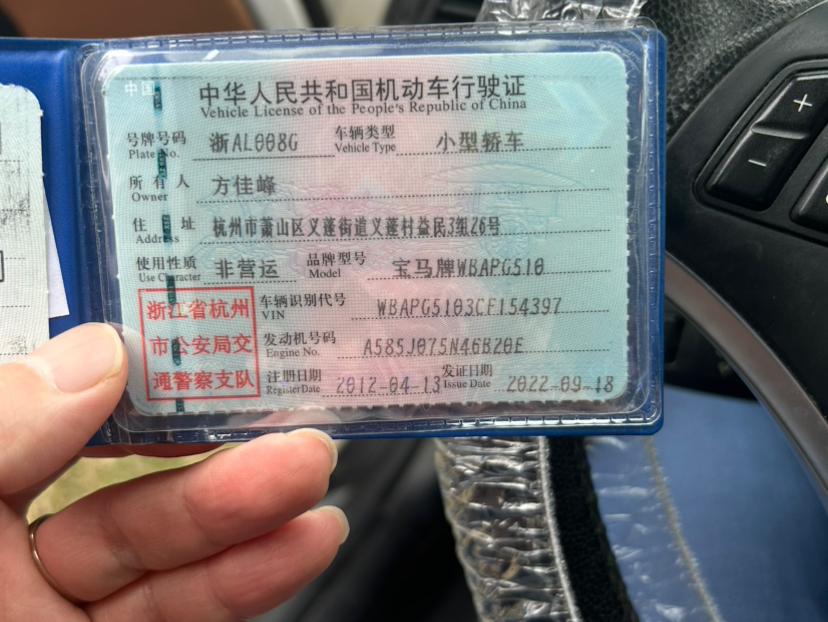 中国
中华人民共和国机动车行驶证
Vehicle License of the People's Republic of China
号牌号码 浙AL008G 车辆类型 小型轿车
Plate No. Vehicle Type
所有人 方佳峰
Owner
住址 杭州市萧山区义蓬街道义蓬村益民3组26号
Address
使用性质 非营运 品牌型号 宝马牌WBAPG510
Use Character Model
浙江省杭州
市公安局交
通警察支队
车辆识别代号 WBAPG5103CF154397
VIN
发动机号码 A585J075N46B20E
Engine No.
注册日期 2012-04-13 发证日期 2022-09-18
Register Date Issue Date
+
−